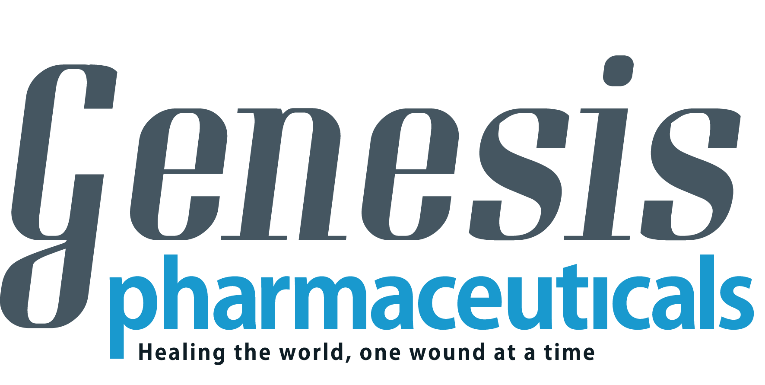 Genesis
pharmaceuticals
Healing the world, one wound at a time